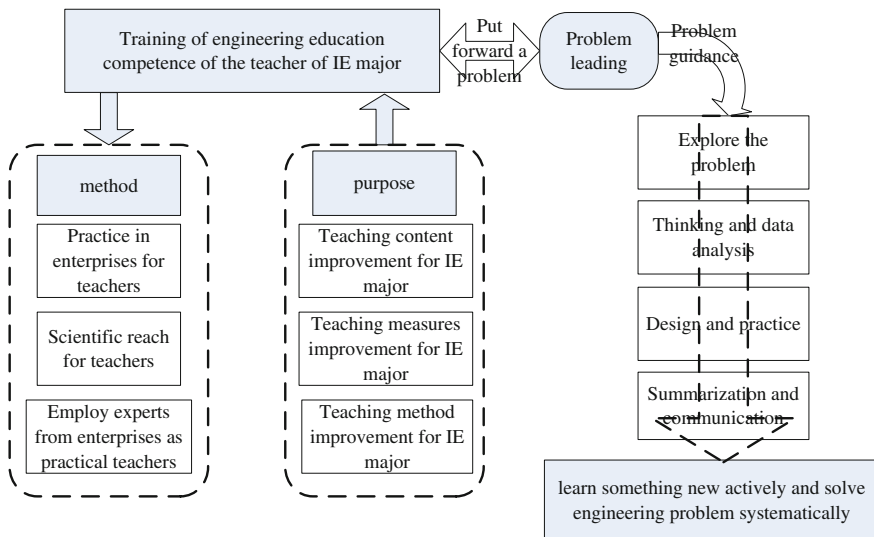 Training of engineering education
competence of the teacher of IE major
Put
forward a
problem
Problem
leading
Problem
guidance
method
Practice in
enterprises for
teachers
Scientific reach
for teachers
Employ experts
from enterprises as
practical teachers
purpose
Teaching content
improvement for IE
major
Teaching measures
improvement for IE
major
Teaching method
improvement for IE
major
Explore the
problem
Thinking and data
analysis
Design and practice
Summarization and
communication
learn something new actively and solve
engineering problem systematically